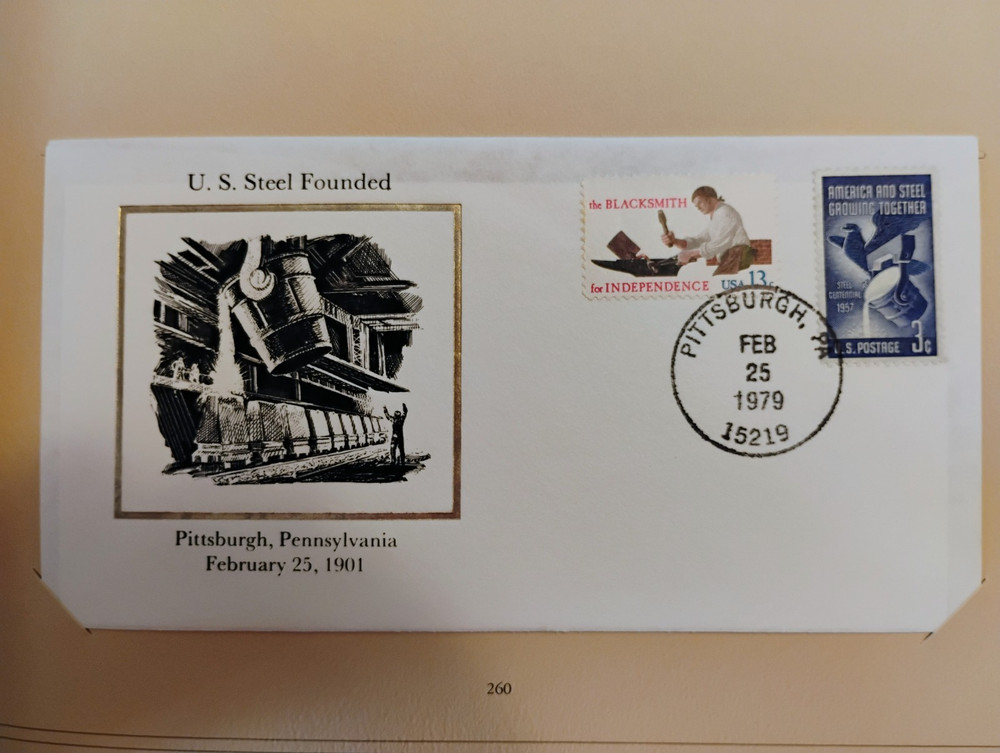 U. S. Steel Founded
Pittsburgh, Pennsylvania
February 25, 1901
the BLACKSMITH
for INDEPENDENCE USA 13c
AMERICA AND STEEL
GROWING TOGETHER
STEEL
CENTENNIAL
1957
U.S. POSTAGE 3¢
PITTSBURGH, PA
FEB
25
1979
15219
260